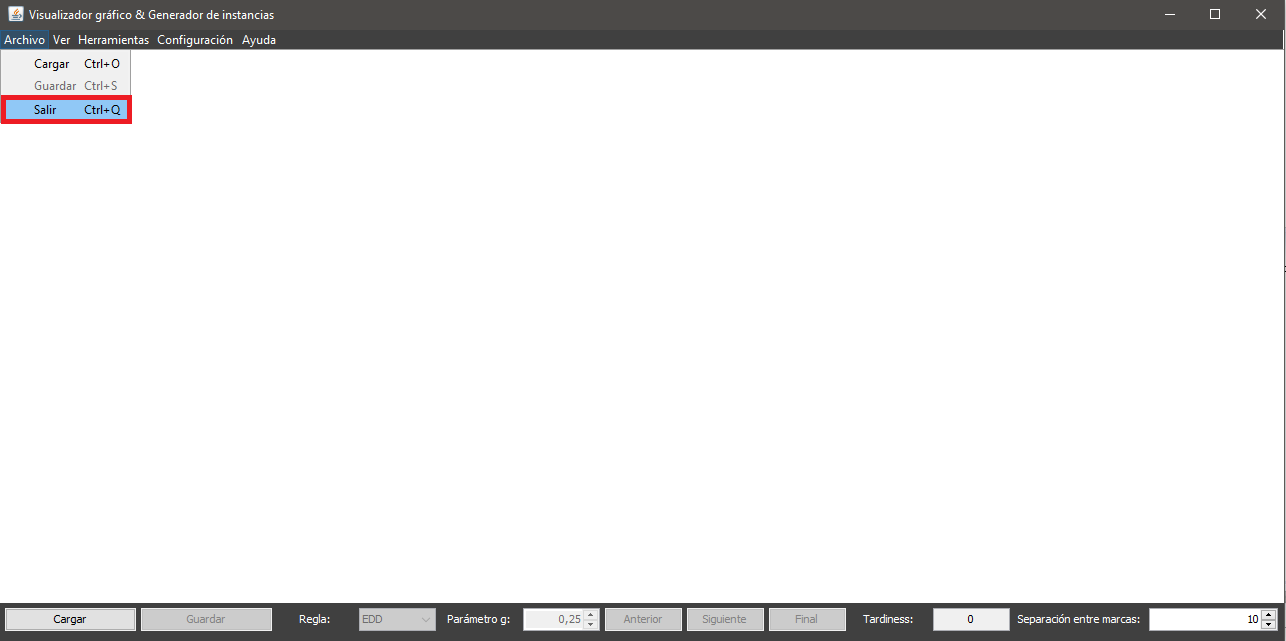 Visualizador gráfico & Generador de instancias
Archivo Ver Herramientas Configuración Ayuda
Cargar Ctrl+O
Guardar Ctrl+S
Salir Ctrl+Q
Cargar Guardar Regla: EDD Parámetro g: 0,25 Anterior Siguiente Final Tardiness: 0 Separación entre marcas: 10